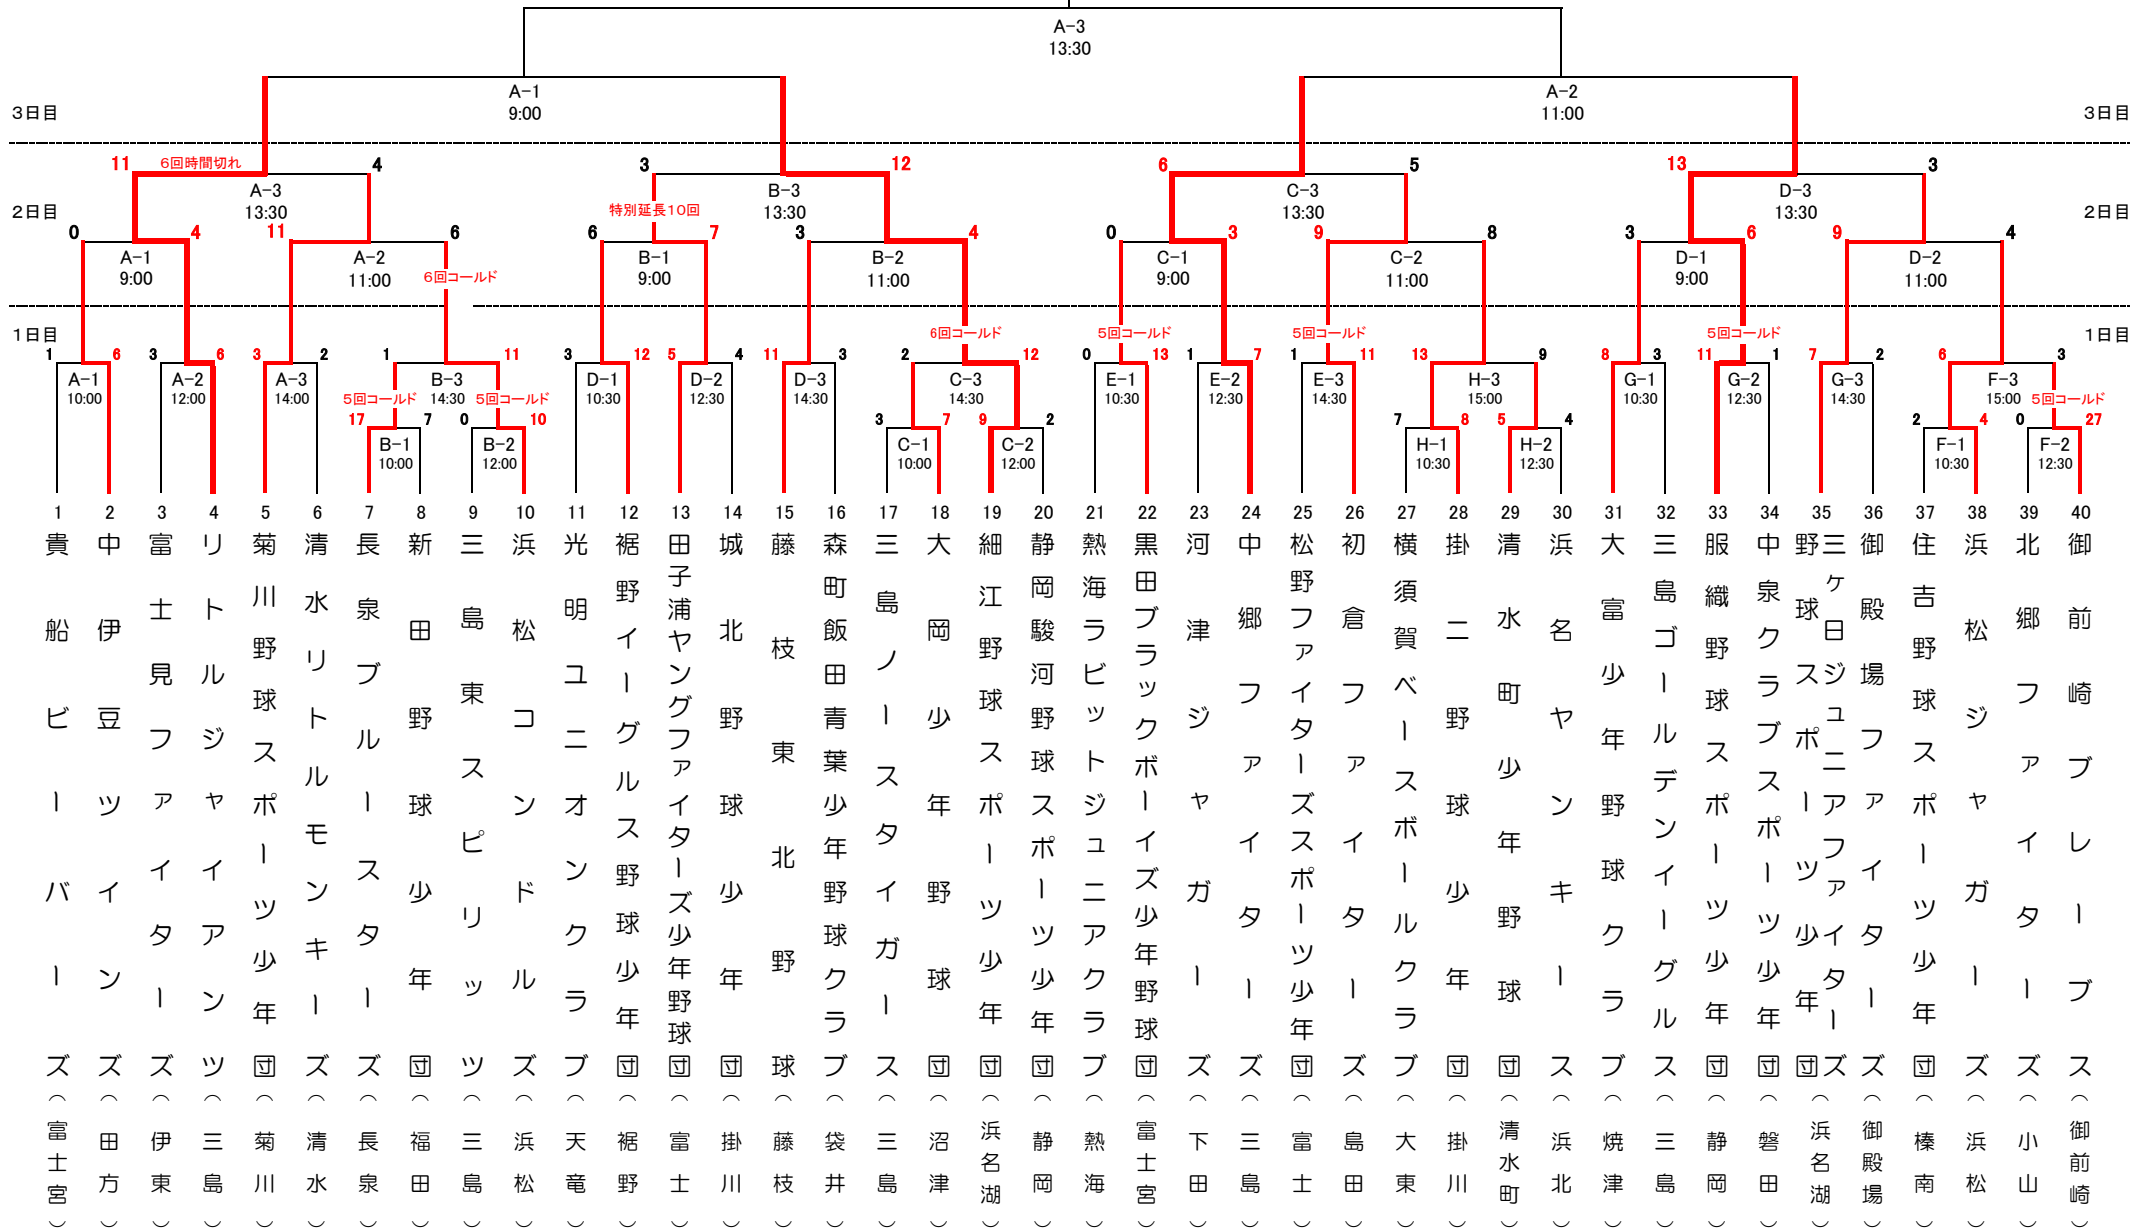 A-3
13:30
A-1
9:00
A-2
11:00
3日目
3日目
11
6回時間切れ
4
3
12
6
5
13
3
A-3
13:30
B-3
13:30
C-3
13:30
D-3
13:30
2日目
特別延長10回
2日目
0
4
11
6
6
7
3
4
0
3
9
8
3
6
9
4
A-1
9:00
A-2
11:00
6回コールド
B-1
9:00
B-2
11:00
C-1
9:00
C-2
11:00
D-1
9:00
D-2
11:00
1日目
6回コールド
5回コールド
5回コールド
5回コールド
1日目
1
6
3
6
3
2
1
11
3
12
5
4
11
3
2
12
0
13
1
7
1
11
13
9
8
3
11
1
7
2
6
3
A-1
10:00
A-2
12:00
A-3
14:00
B-3
14:30
D-1
10:30
D-2
12:30
D-3
14:30
C-3
14:30
E-1
10:30
E-2
12:30
E-3
14:30
H-3
15:00
G-1
10:30
G-2
12:30
G-3
14:30
F-3
15:00
5回コールド
5回コールド
5回コールド
17
7
0
10
3
7
9
2
7
8
5
4
2
4
0
27
B-1
10:00
B-2
12:00
C-1
10:00
C-2
12:00
H-1
10:30
H-2
12:30
F-1
10:30
F-2
12:30
1 貴船ビーバーズ(富士宮)
2 中伊豆ツインズ(田方)
3 富士見ファイターズ(伊東)
4 リトルジャイアンツ(三島)
5 菊川野球スポーツ少年団(菊川)
6 清水リトルモンキーズ(清水)
7 長泉ブルースターズ(長泉)
8 新田野球少年団(福田)
9 三島東スピリッツ(三島)
10 浜松コンドルズ(浜松)
11 光明ユニオンクラブ(天竜)
12 裾野イーグルス野球少年団(裾野)
13 田子浦ヤングファイターズ少年野球団(富士)
14 城北野球少年団(掛川)
15 藤枝東北野球(藤枝)
16 森町飯田青葉少年野球クラブ(袋井)
17 三島ノースタイガース(三島)
18 大岡少年野球団(沼津)
19 細江野球スポーツ少年団(浜名湖)
20 静岡駿河野球スポーツ少年団(静岡)
21 熱海ラビットジュニアクラブ(熱海)
22 黒田ブラックボーイズ少年野球団(富士宮)
23 河津ジャガーズ(下田)
24 中郷ファイターズ(三島)
25 松野ファイターズスポーツ少年団(富士)
26 初倉ファイターズ(島田)
27 横須賀ベースボールクラブ(大東)
28 掛二野球少年団(掛川)
29 清水町少年野球団(清水町)
30 浜名ヤンキース(浜北)
31 大富少年野球クラブ(焼津)
32 三島ゴールデンイーグルス(三島)
33 服織野球スポーツ少年団(静岡)
34 中泉クラブスポーツ少年団(磐田)
35 三ヶ日ジュニアファイターズ野球スポーツ少年団(浜名湖)
36 御殿場ファイターズ(御殿場)
37 住吉野球スポーツ少年団(榛南)
38 浜松ジャガーズ(浜松)
39 北郷ファイターズ(小山)
40 御前崎ブレーブス(御前崎)